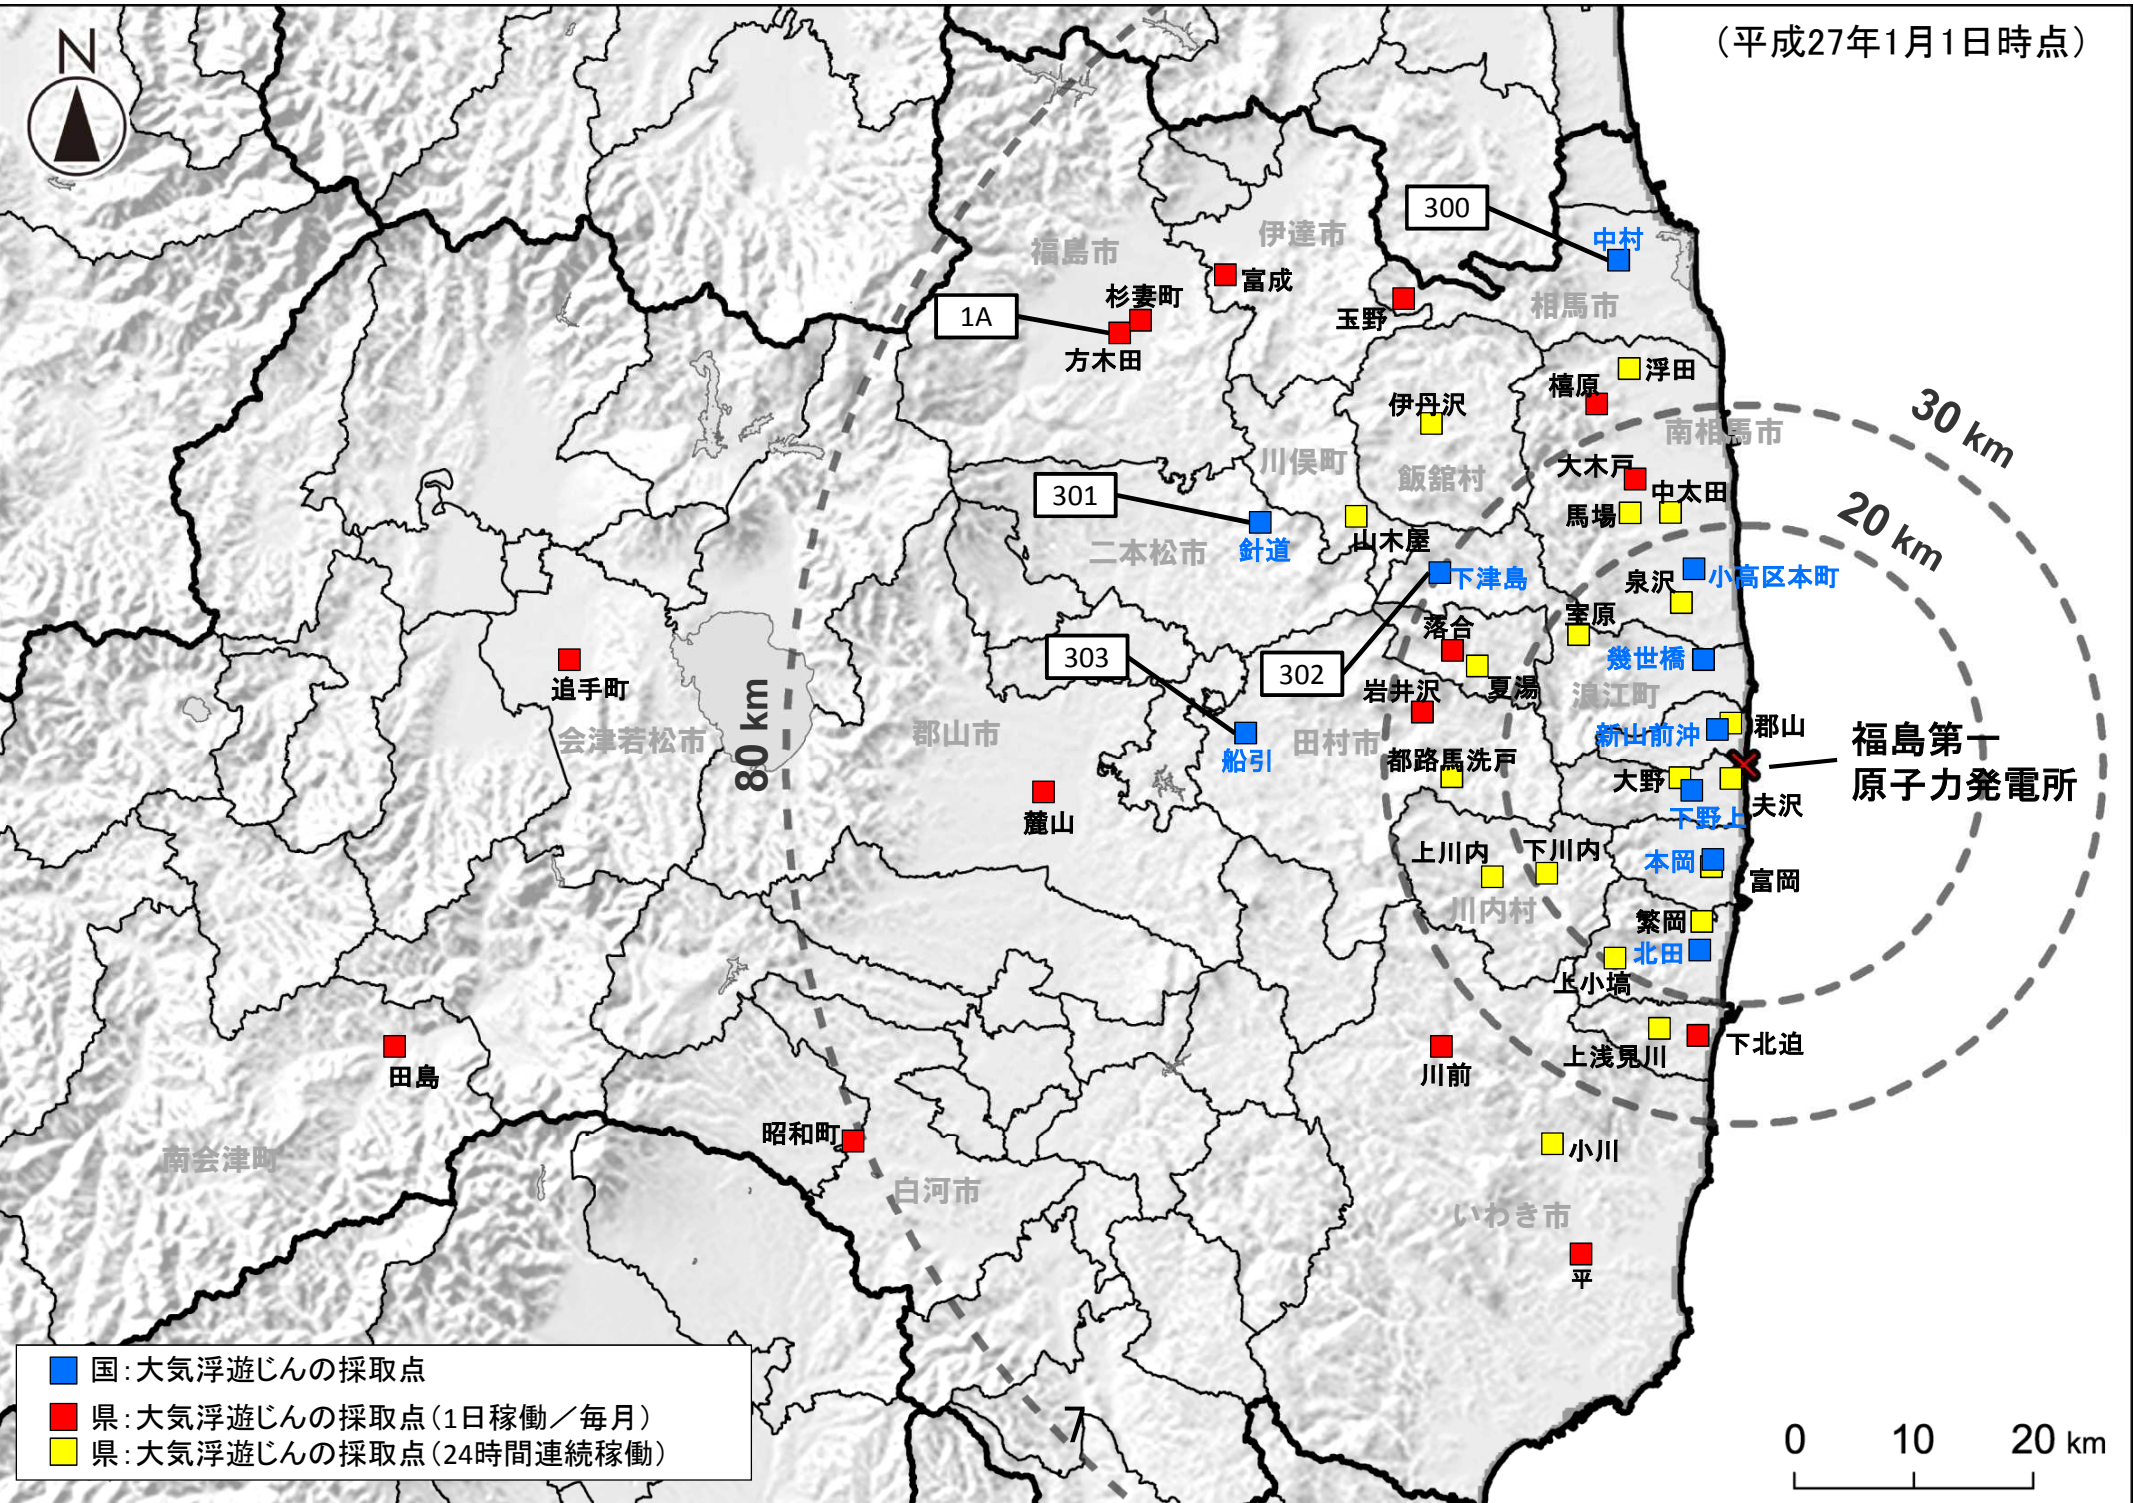 (平成27年1月1日時点)
N
300
中村
福島市
伊達市
富成
杉妻町
1A
方木田
玉野
相馬市
浮田
橲原
30 km
伊丹沢
南相馬市
川俣町
飯舘村
大木戸
中太田
301
20 km
馬場
針道
二本松市
山木屋
下津島
泉沢
小高区本町
室原
落合
303
302
幾世橋
追手町
岩井沢
夏湯
浪江町
80 km
会津若松市
郡山市
船引
田村市
新山前沖
郡山
福島第一
原子力発電所
都路馬洗戸
大野
夫沢
下野上
麓山
上川内
下川内
本岡
富岡
川内村
繁岡
北田
上小塙
田島
川前
上浅見川
下北迫
昭和町
小川
南会津町
白河市
いわき市
平
国:大気浮遊じんの採取点
県:大気浮遊じんの採取点(1日稼働/毎月)
県:大気浮遊じんの採取点(24時間連続稼働)
7
0 10 20 km